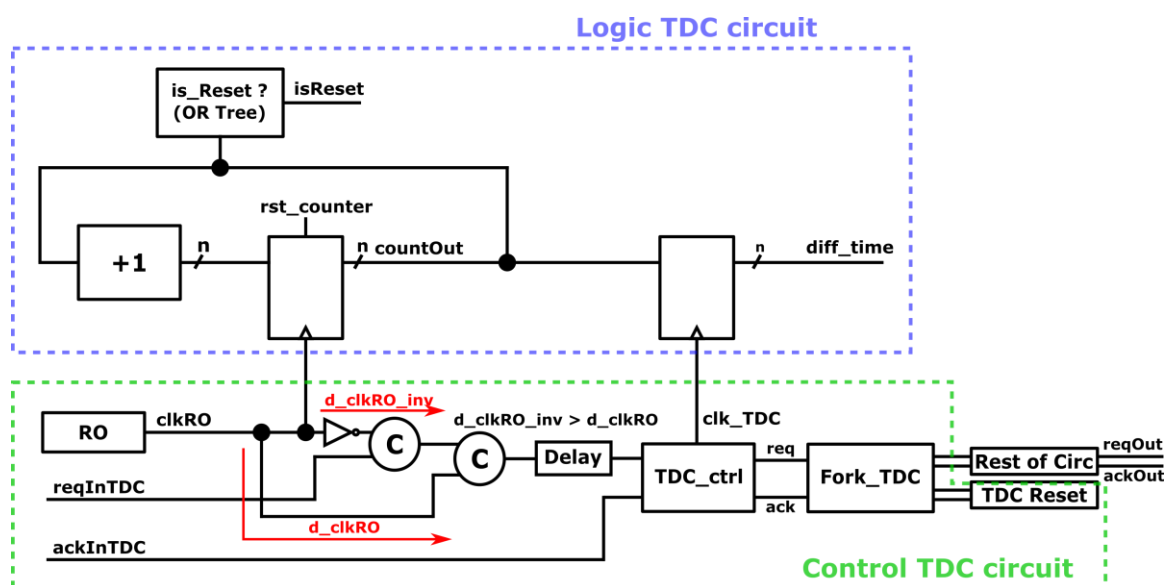 Logic TDC circuit
is_Reset ?
(OR Tree)
isReset
rst_counter
+1
n
n
countOut
n
diff_time
d_clkRO_inv
RO
clkRO
d_clkRO_inv > d_clkRO
clk_TDC
C
C
Delay
TDC_ctrl
req
ack
Fork_TDC
Rest of Circ
reqOut
ackOut
TDC Reset
reqInTDC
d_clkRO
ackInTDC
Control TDC circuit